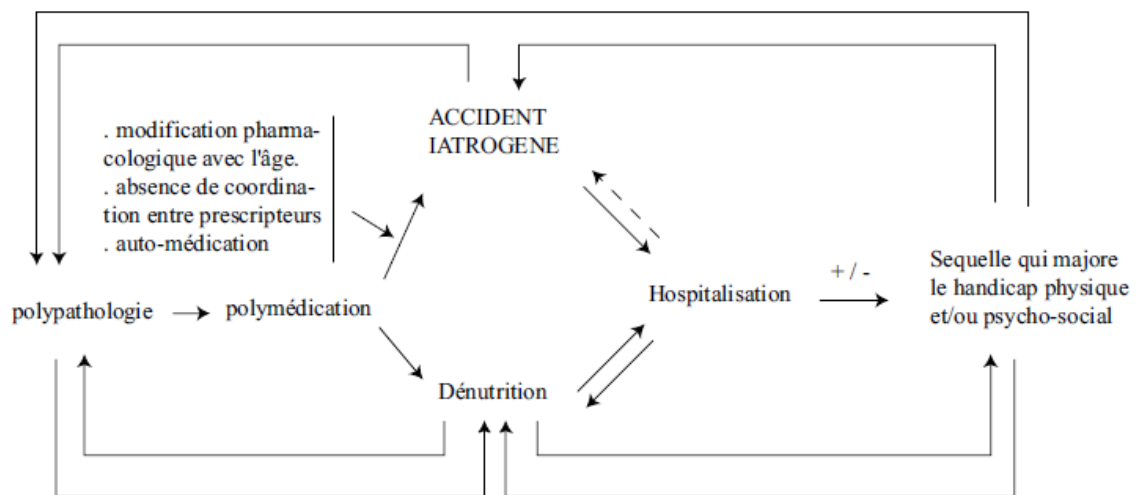 ACCIDENT
IATROGENE
. modification pharma-
cologique avec l'âge.
. absence de coordina-
tion entre prescripteurs
. auto-médication
polypathologie
polymédication
Hospitalisation
+ / -
Sequelle qui majore
le handicap physique
et/ou psycho-social
Dénutrition